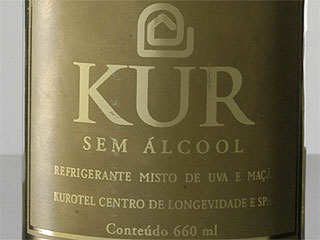 KUR
SEM ÁLCOOL
REFRIGERANTE MISTO DE UVA E MAÇÃ
KUROTEL CENTRO DE LONGEVIDADE E SPA
Conteúdo 660 ml